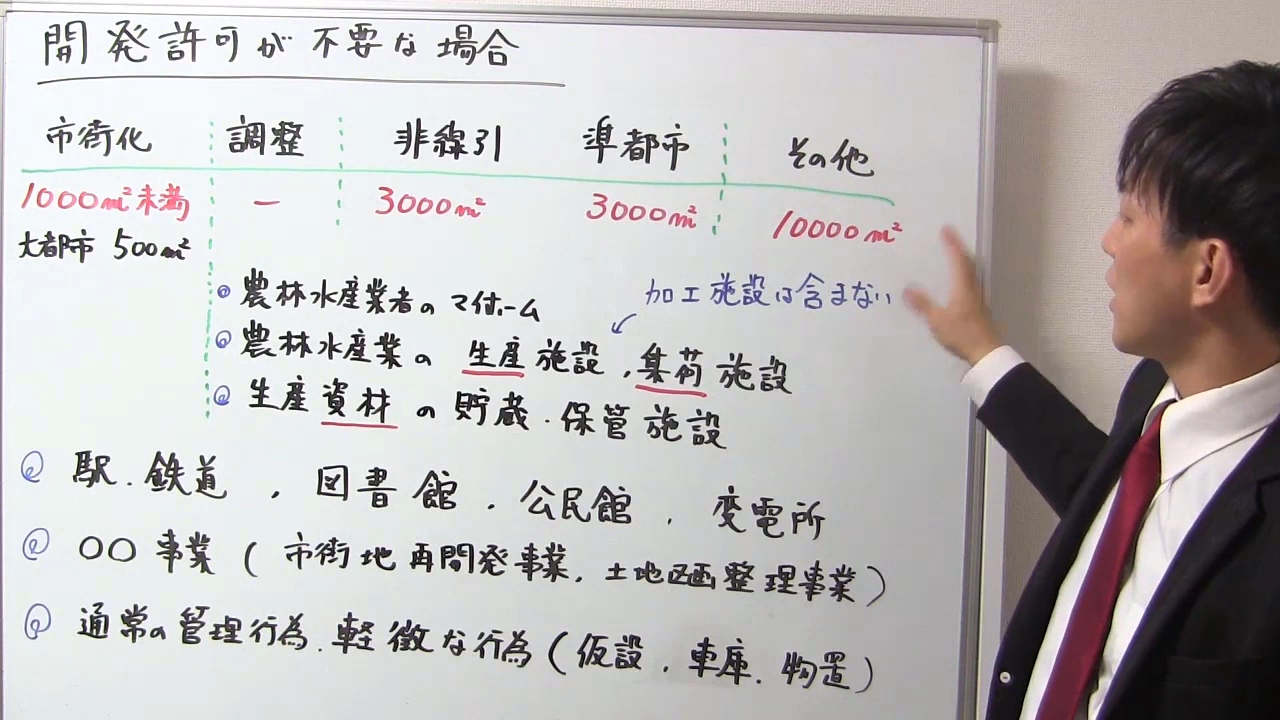 開発許可が不要な場合
市街化 調整 非線引 準都市 その他
1000㎡未満 ー 3000㎡ 3000㎡ 10000㎡
大都市 500㎡
農林水産業者のマイホーム
加工施設は含まない
農林水産業の 生産施設,集荷施設
生産資材の貯蔵・保管施設
駅.鉄道,図書館.公民館.変電所
〇〇事業(市街地再開発事業,土地区画整理事業)
通常の管理行為.軽微な行為(仮設.車庫.物置)